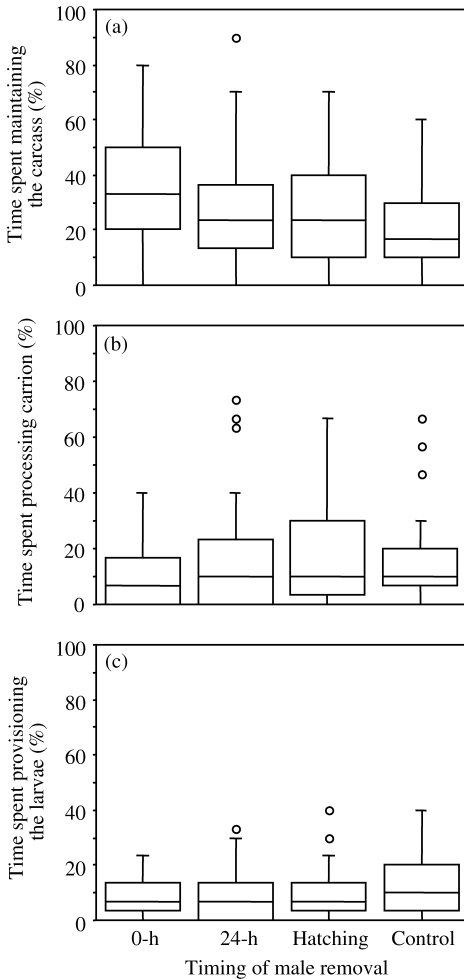 100
(a)
80
60
40
20
0
Time spent maintaining
the carcass (%)
100
(b)
80
60
40
20
0
Time spent processing carrion (%)
100
(c)
80
60
40
20
0
Time spent provisioning
the larvae (%)
0-h 24-h Hatching Control
Timing of male removal